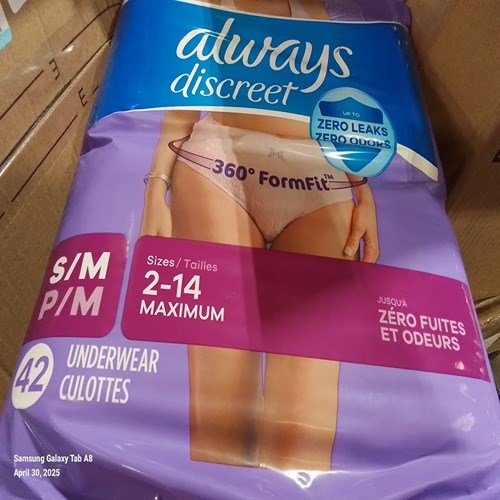 always
discreet
UP TO
ZERO LEAKS
ZERO ODORS
360° FormFit™
S/M
P/M
Sizes / Tailles
2-14
MAXIMUM
JUSQU'À
ZÉRO FUITES
ET ODEURS
42
UNDERWEAR
CULOTTES
Samsung Galaxy Tab A8
April 30, 2025